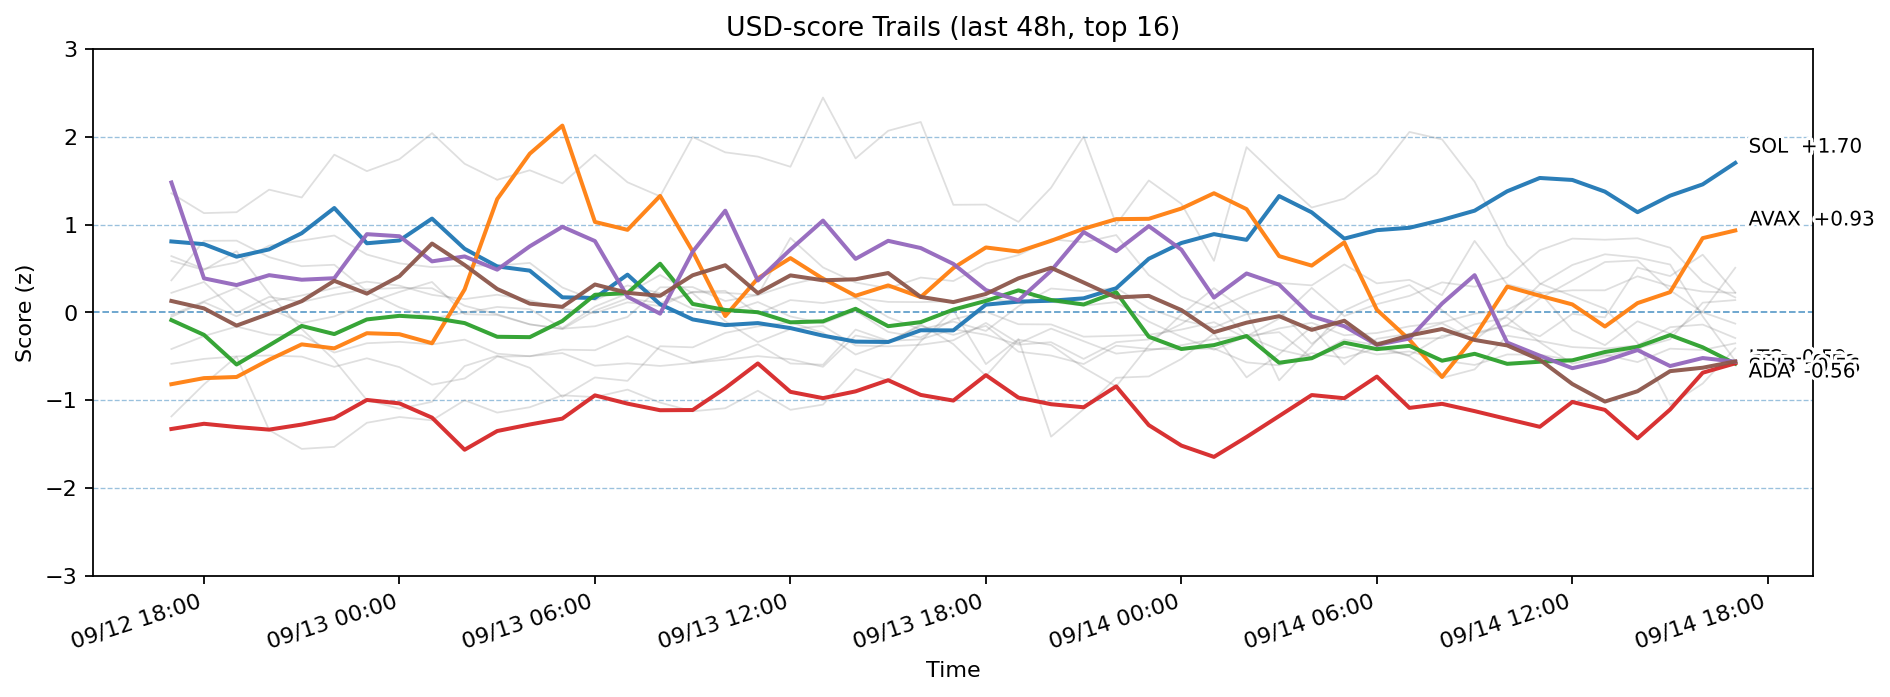 USD-score Trails (last 48h, top 16)
Score (z)
3
2
1
0
−1
−2
−3
SOL +1.70
AVAX +0.93
ADA -0.56
09/12 18:00
09/13 00:00
09/13 06:00
09/13 12:00
09/13 18:00
09/14 00:00
09/14 06:00
09/14 12:00
09/14 18:00
Time